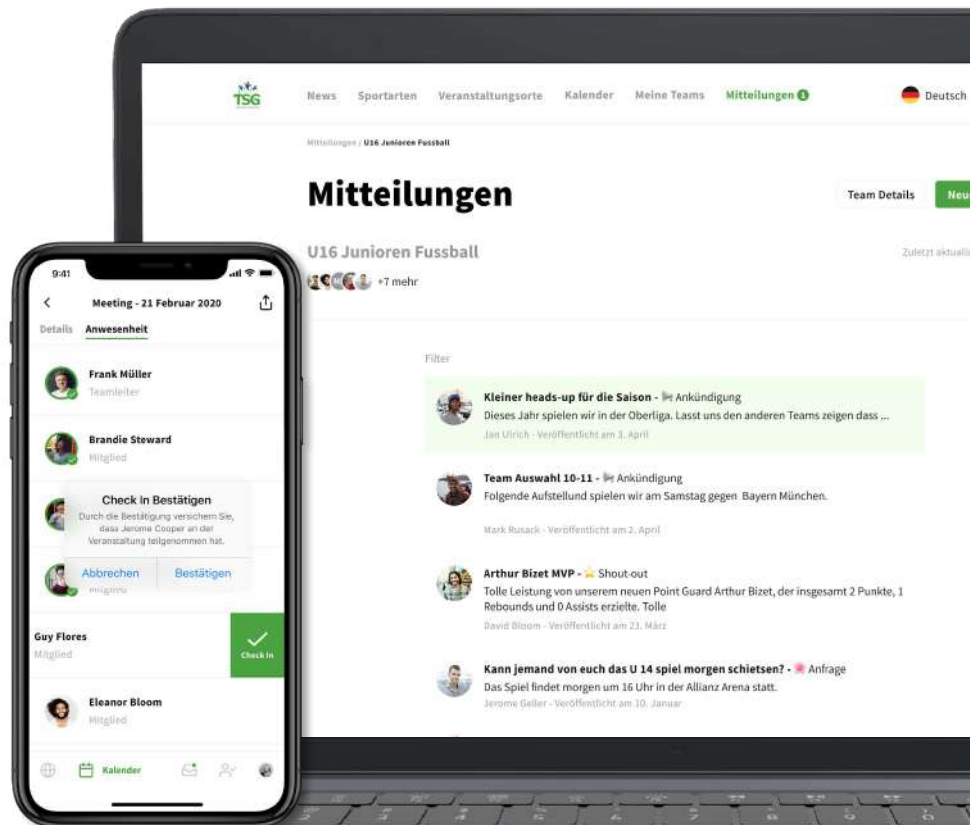 TSG
News Sportarten Veranstaltungsorte Kalender Meine Teams Mitteilungen 1
Deutsch
Mitteilungen / U16 Junioren Fussball
Mitteilungen
Team Details
Neue
U16 Junioren Fussball
Zuletzt aktualis
+7 mehr
Filter
Kleiner heads-up für die Saison - Ankündigung
Dieses Jahr spielen wir in der Oberliga. Lasst uns den anderen Teams zeigen dass ...
Jan Ulrich - Veröffentlicht am 3. April
Team Auswahl 10-11 - Ankündigung
Folgende Aufstellund spielen wir am Samstag gegen Bayern München.
Mark Rusack - Veröffentlicht am 2. April
Arthur Bizet MVP - ⭐ Shout-out
Tolle Leistung von unserem neuen Point Guard Arthur Bizet, der insgesamt 2 Punkte, 1
Rebounds und 0 Assists erzielte. Tolle
David Bloom - Veröffentlicht am 23. März
Kann jemand von euch das U 14 spiel morgen schietsen? - Anfrage
Das Spiel findet morgen um 16 Uhr in der Allianz Arena statt.
Jerome Geller - Veröffentlicht am 10. Januar
9:41
Meeting - 21 Februar 2020
Details Anwesenheit
Frank Müller
Teamleiter
Brandie Steward
Mitglied
Check In Bestätigen
Durch die Bestätigung versichern Sie,
dass Jerome Cooper an der
Veranstaltung teilgenommen hat.
Abbrechen Bestätigen
Mitglied
Guy Flores
Mitglied
Check In
Eleanor Bloom
Mitglied
Kalender